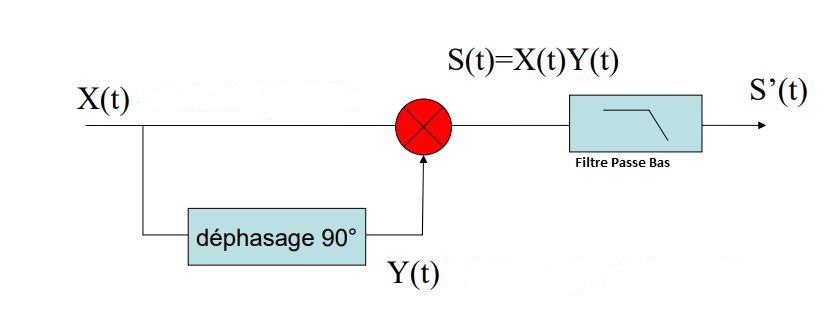 S(t)=X(t)Y(t)
X(t)
S’(t)
Filtre Passe Bas
déphasage 90°
Y(t)